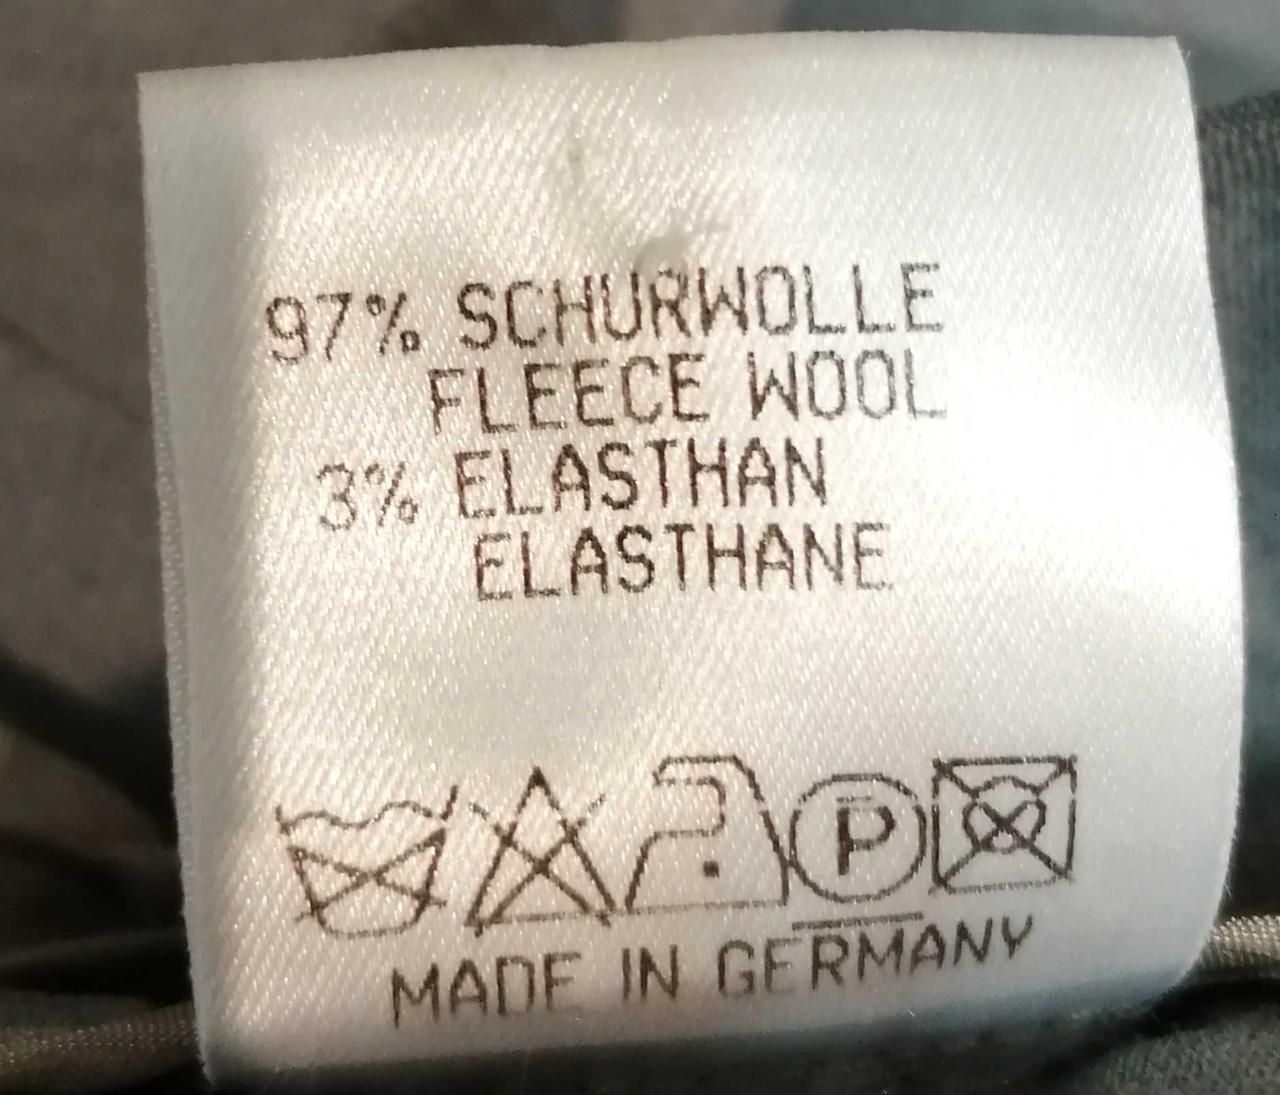 97% SCHURWOLLE
FLEECE WOOL
3% ELASTHAN
ELASTHANE
P
MADE IN GERMANY